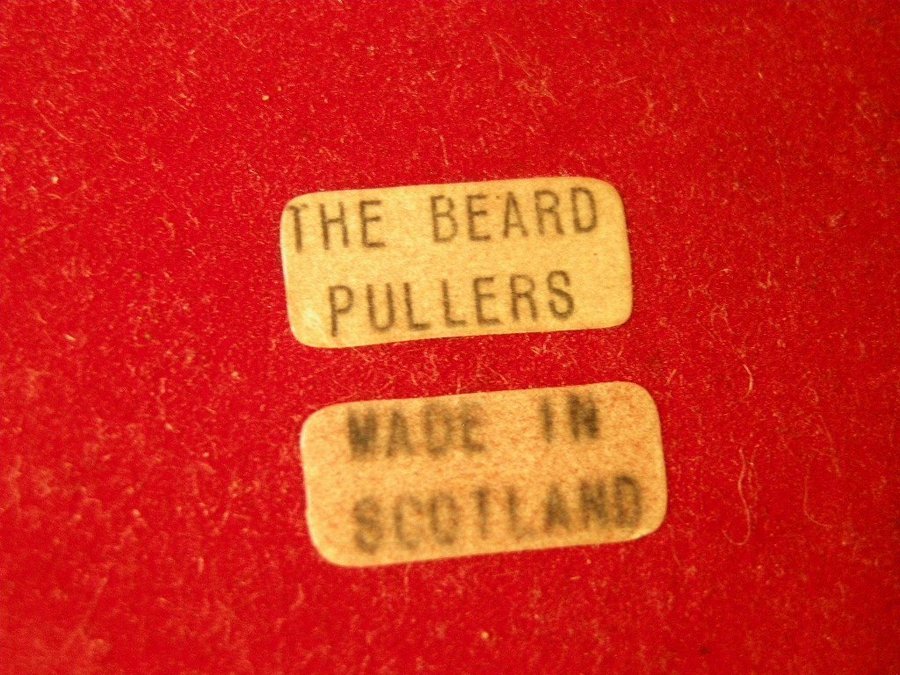 THE BEARD
PULLERS
MADE IN
SCOTLAND